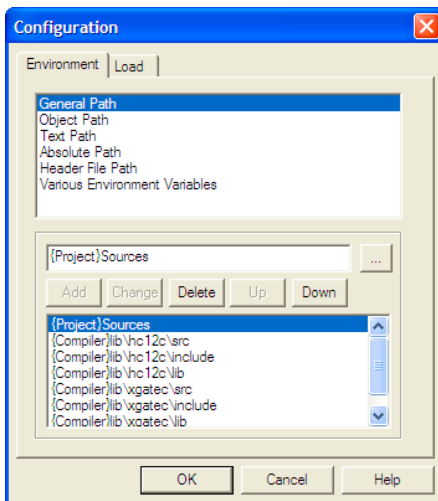 Configuration
Environment Load
General Path
Object Path
Text Path
Absolute Path
Header File Path
Various Environment Variables
{Project}Sources ...
Add Change Delete Up Down
{Project}Sources
{Compiler}lib\hc12c\src
{Compiler}lib\hc12c\include
{Compiler}lib\hc12c\lib
{Compiler}lib\xgatec\src
{Compiler}lib\xgatec\include
{Compiler}lib\xgatec\lib
OK Cancel Help